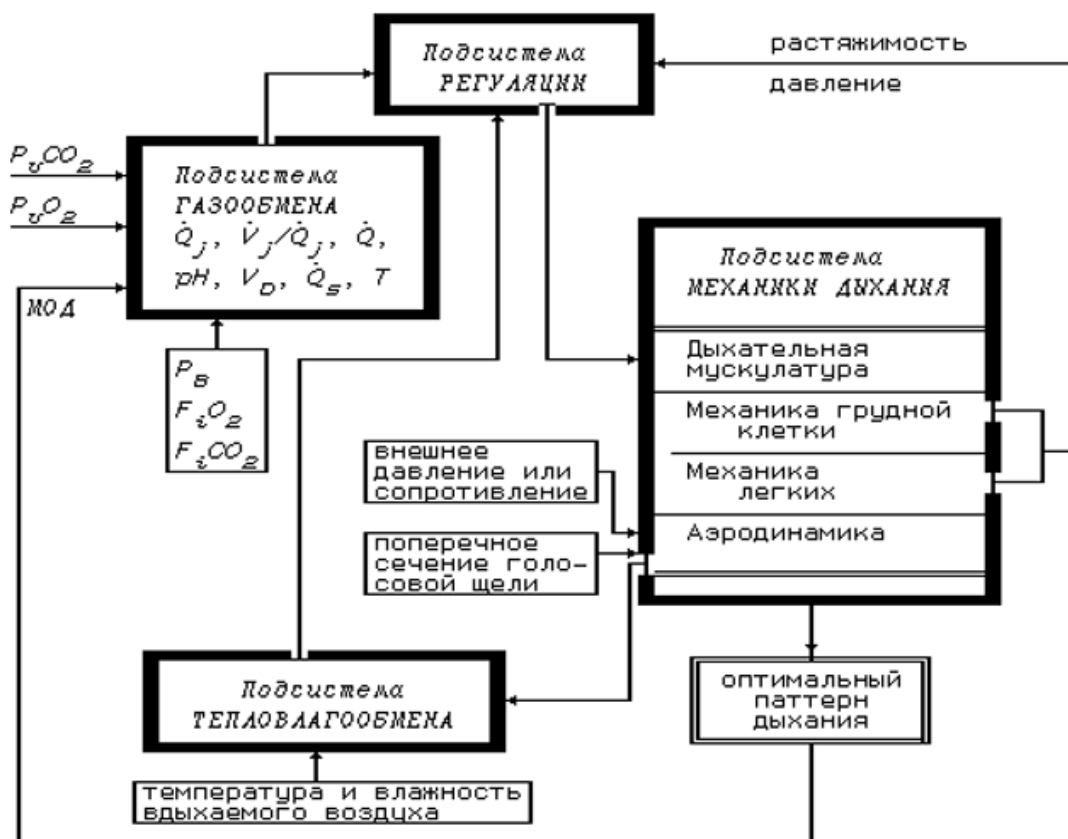 Подсистема
РЕГУЛЯЦИИ
растяжимость
давление
PᵥCO₂
PᵥO₂
МОД
Подсистема
ГАЗООБМЕНА
Q̇ⱼ, V̇ⱼ/Q̇ⱼ, Q̇,
pH, V_D, Q̇ₛ, T
P_B
FᵢO₂
FᵢCO₂
Подсистема
МЕХАНИКИ ДЫХАНИЯ
Дыхательная
мускулатура
Механика грудной
клетки
Механика
легких
Аэродинамика
внешнее
давление или
сопротивление
поперечное
сечение голо-
совой щели
Подсистема
ТЕПЛОВЛАГООБМЕНА
температура и влажность
вдыхаемого воздуха
оптимальный
паттерн
дыхания